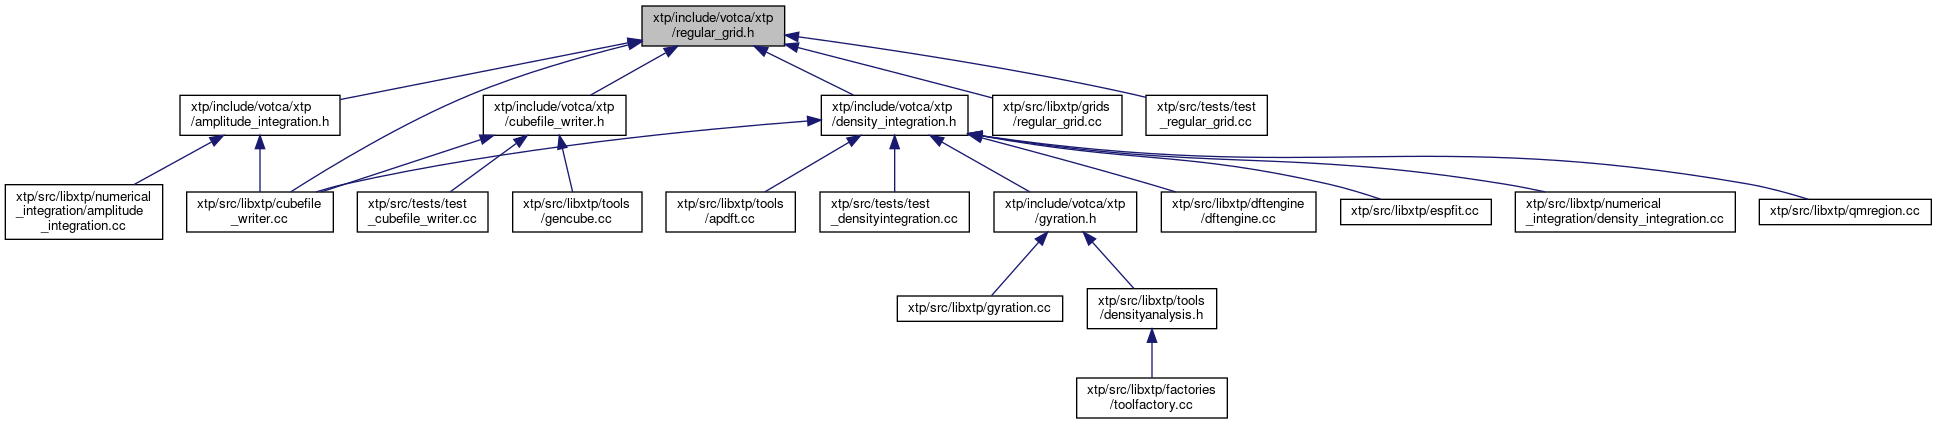 xtp/include/votca/xtp
/regular_grid.h
xtp/include/votca/xtp
/amplitude_integration.h
xtp/include/votca/xtp
/cubefile_writer.h
xtp/include/votca/xtp
/density_integration.h
xtp/src/libxtp/grids
/regular_grid.cc
xtp/src/tests/test
_regular_grid.cc
xtp/src/libxtp/numerical
_integration/amplitude
_integration.cc
xtp/src/libxtp/cubefile
_writer.cc
xtp/src/tests/test
_cubefile_writer.cc
xtp/src/libxtp/tools
/gencube.cc
xtp/src/libxtp/tools
/apdft.cc
xtp/src/tests/test
_densityintegration.cc
xtp/include/votca/xtp
/gyration.h
xtp/src/libxtp/dftengine
/dftengine.cc
xtp/src/libxtp/espfit.cc
xtp/src/libxtp/numerical
_integration/density_integration.cc
xtp/src/libxtp/qmregion.cc
xtp/src/libxtp/gyration.cc
xtp/src/libxtp/tools
/densityanalysis.h
xtp/src/libxtp/factories
/toolfactory.cc